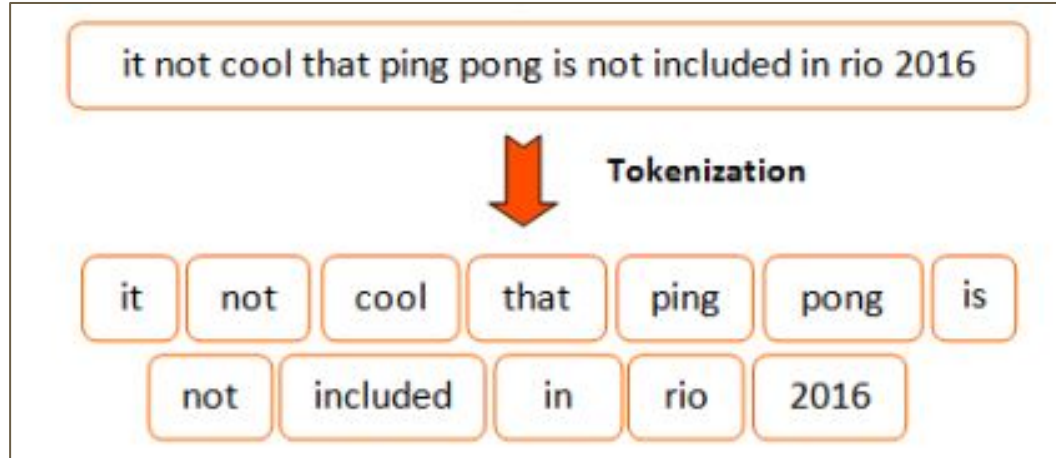 it not cool that ping pong is not included in rio 2016
Tokenization
it not cool that ping pong is
not included in rio 2016